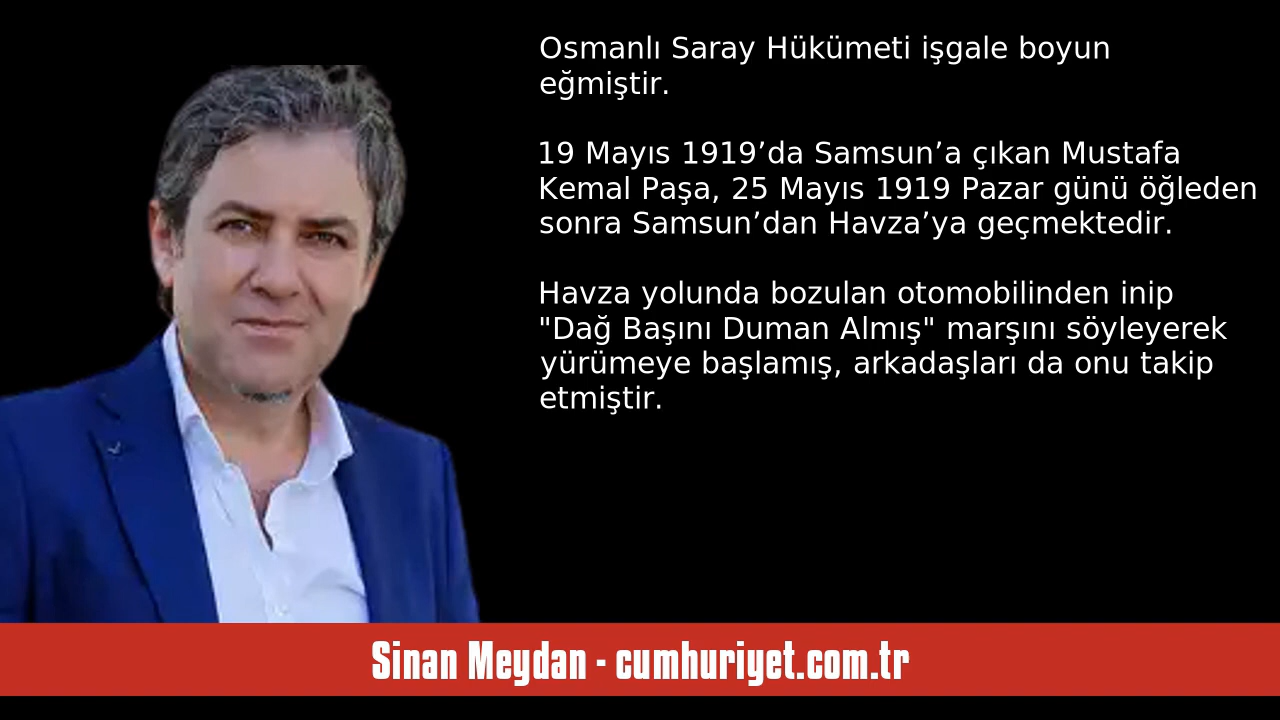 Osmanlı Saray Hükümeti işgale boyun
eğmiştir.
19 Mayıs 1919’da Samsun’a çıkan Mustafa
Kemal Paşa, 25 Mayıs 1919 Pazar günü öğleden
sonra Samsun’dan Havza’ya geçmektedir.
Havza yolunda bozulan otomobilinden inip
"Dağ Başını Duman Almış" marşını söyleyerek
yürümeye başlamış, arkadaşları da onu takip
etmiştir.
Sinan Meydan - cumhuriyet.com.tr